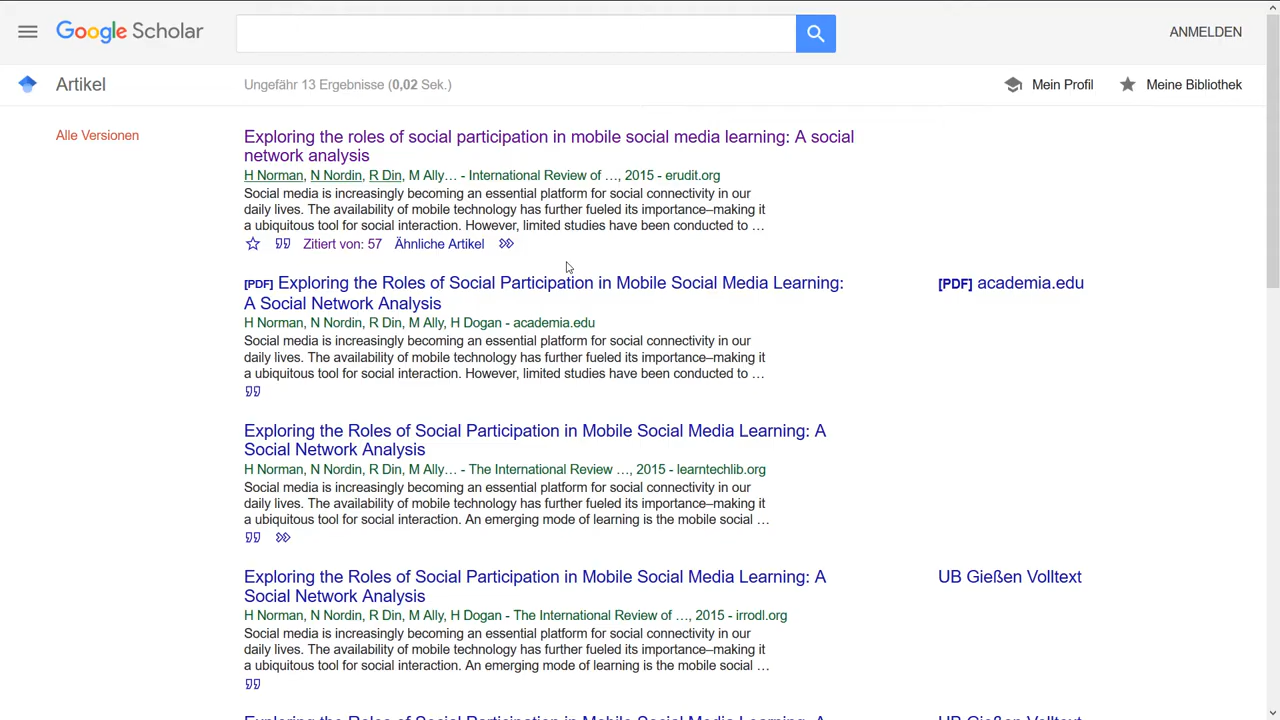 Google Scholar
ANMELDEN
Artikel
Ungefähr 13 Ergebnisse (0,02 Sek.)
Mein Profil
Meine Bibliothek
Alle Versionen
Exploring the roles of social participation in mobile social media learning: A social
network analysis
H Norman, N Nordin, R Din, M Ally… - International Review of …, 2015 - erudit.org
Social media is increasingly becoming an essential platform for social connectivity in our
daily lives. The availability of mobile technology has further fueled its importance–making it
a ubiquitous tool for social interaction. However, limited studies have been conducted to …
Zitiert von: 57 Ähnliche Artikel
[PDF] Exploring the Roles of Social Participation in Mobile Social Media Learning:
A Social Network Analysis
[PDF] academia.edu
H Norman, N Nordin, R Din, M Ally, H Dogan - academia.edu
Social media is increasingly becoming an essential platform for social connectivity in our
daily lives. The availability of mobile technology has further fueled its importance–making it
a ubiquitous tool for social interaction. However, limited studies have been conducted to …
Exploring the Roles of Social Participation in Mobile Social Media Learning: A
Social Network Analysis
H Norman, N Nordin, R Din, M Ally… - The International Review …, 2015 - learntechlib.org
Social media is increasingly becoming an essential platform for social connectivity in our
daily lives. The availability of mobile technology has further fueled its importance–making it
a ubiquitous tool for social interaction. An emerging mode of learning is the mobile social …
Exploring the Roles of Social Participation in Mobile Social Media Learning: A
Social Network Analysis
UB Gießen Volltext
H Norman, N Nordin, R Din, M Ally, H Dogan - The International Review of …, 2015 - irrodl.org
Social media is increasingly becoming an essential platform for social connectivity in our
daily lives. The availability of mobile technology has further fueled its importance–making it
a ubiquitous tool for social interaction. An emerging mode of learning is the mobile social …
Exploring the Roles of Social Participation in Mobile Social Media Learning: A
UB Gießen Volltext